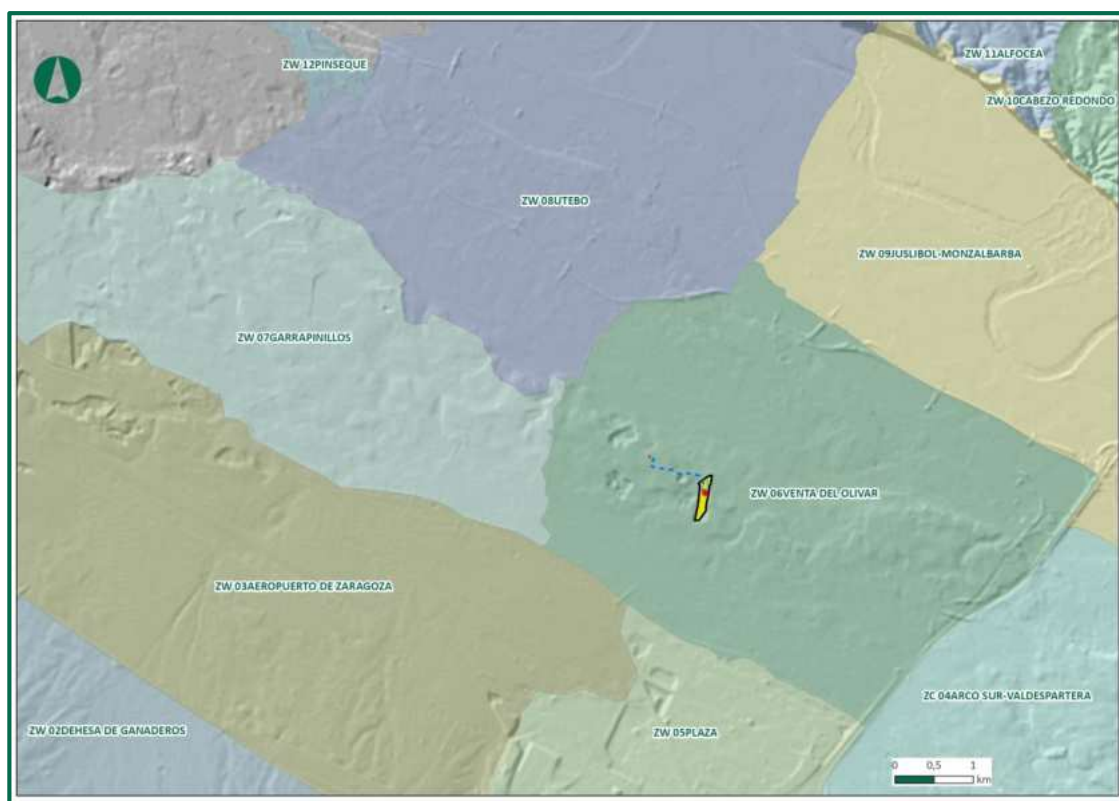 ZW 12PINSEQUE
ZW 11ALFOCEA
ZW 10CABEZO REDONDO
ZW 08UTEBO
ZW 09JUSLIBOL-MONZALBARBA
ZW 07GARRAPINILLOS
ZW 06VENTA DEL OLIVAR
ZW 03AEROPUERTO DE ZARAGOZA
ZC 04ARCO SUR-VALDESPARTERA
ZW 02DEHESA DE GANADEROS
ZW 05PLAZA
0 0,5 1
km